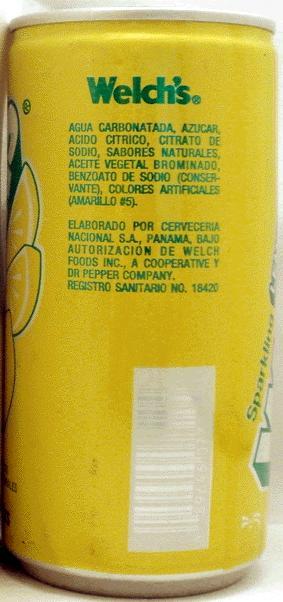 Welch's®
AGUA CARBONATADA, AZUCAR,
ACIDO CITRICO, CITRATO DE
SODIO, SABORES NATURALES,
ACEITE VEGETAL BROMINADO,
BENZOATO DE SODIO (CONSER-
VANTE), COLORES ARTIFICIALES
(AMARILLO #5).
ELABORADO POR CERVECERIA
NACIONAL S.A., PANAMA, BAJO
AUTORIZACION DE WELCH
FOODS INC., A COOPERATIVE Y
DR PEPPER COMPANY.
REGISTRO SANITARIO NO. 18420
®
Sparkling